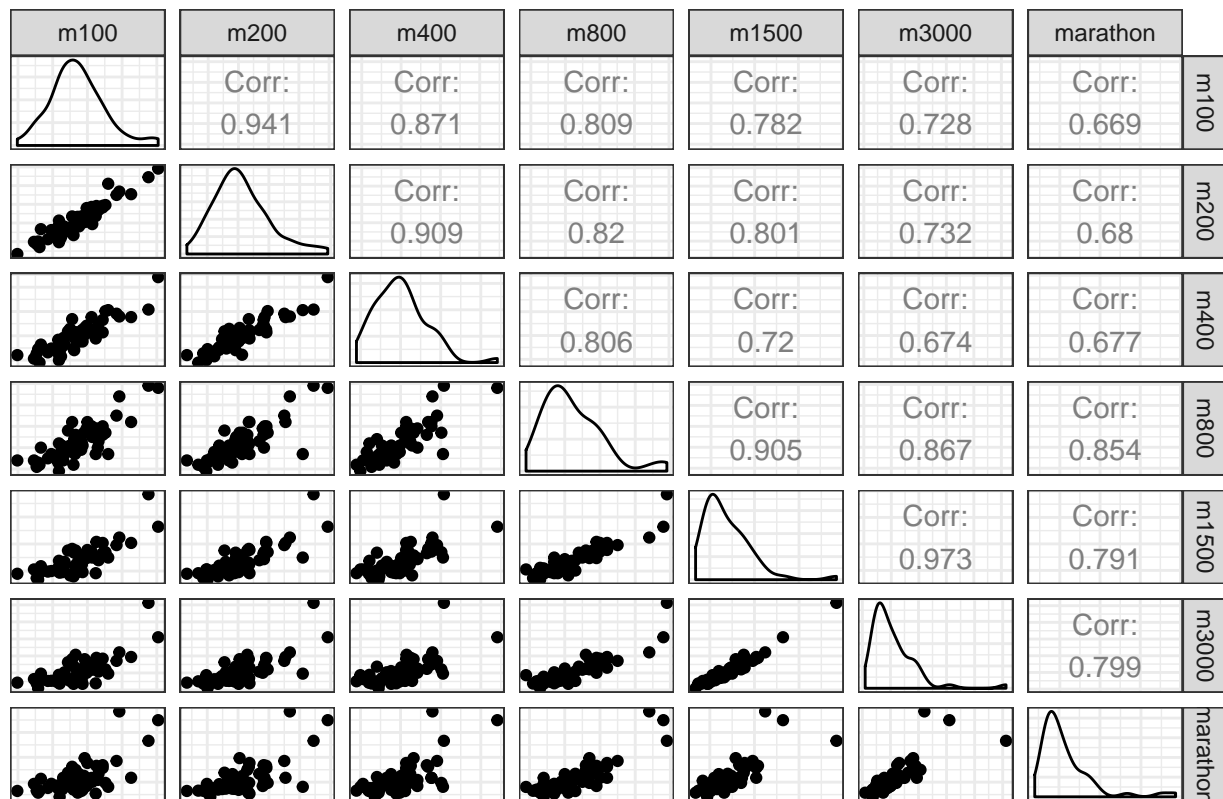 m100 m200 m400 m800 m1500 m3000 marathon
Corr: Corr: Corr: Corr: Corr: Corr:
0.941 0.871 0.809 0.782 0.728 0.669
m100
Corr: Corr: Corr: Corr: Corr:
0.909 0.82 0.801 0.732 0.68
m200
Corr: Corr: Corr: Corr:
0.806 0.72 0.674 0.677
m400
Corr: Corr: Corr:
0.905 0.867 0.854
m800
Corr: Corr:
0.973 0.791
m1500
Corr:
0.799
m3000
marathon